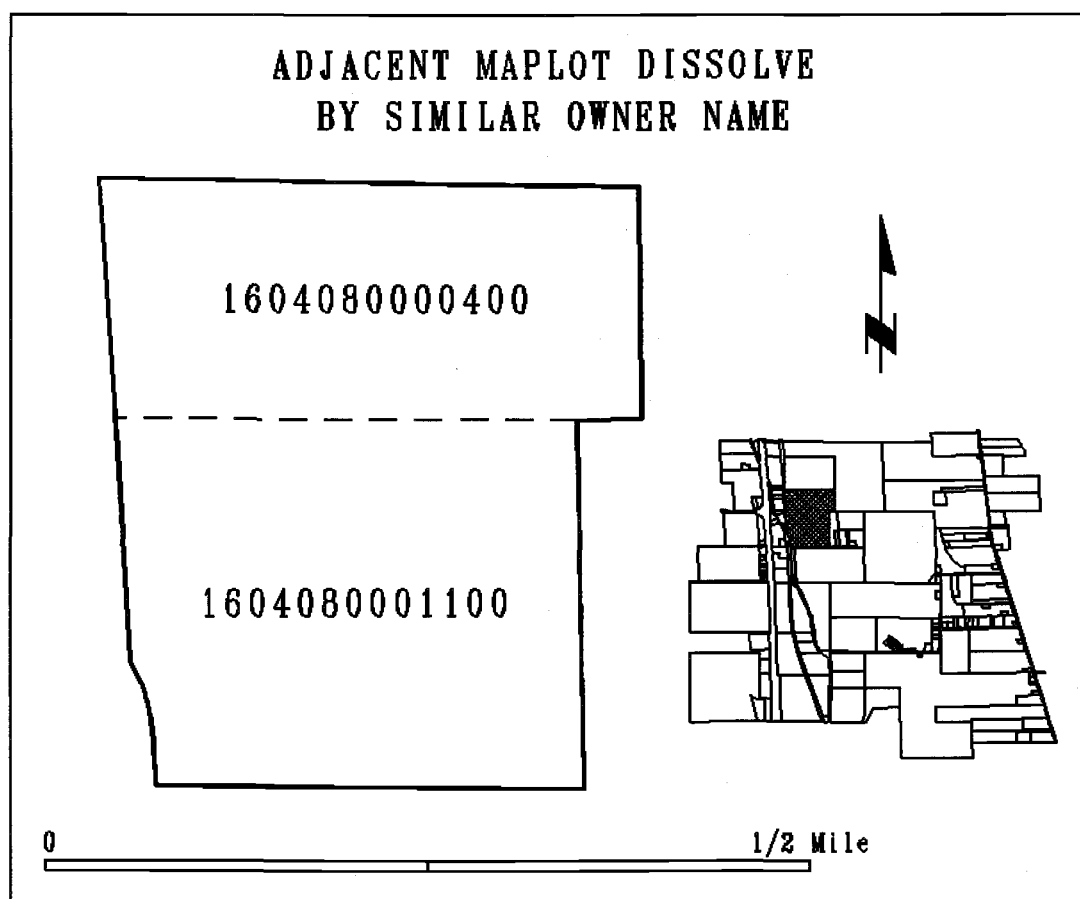 ADJACENT MAPLOT DISSOLVE
BY SIMILAR OWNER NAME
1604080000400
N
1604080001100
0 1/2 Mile